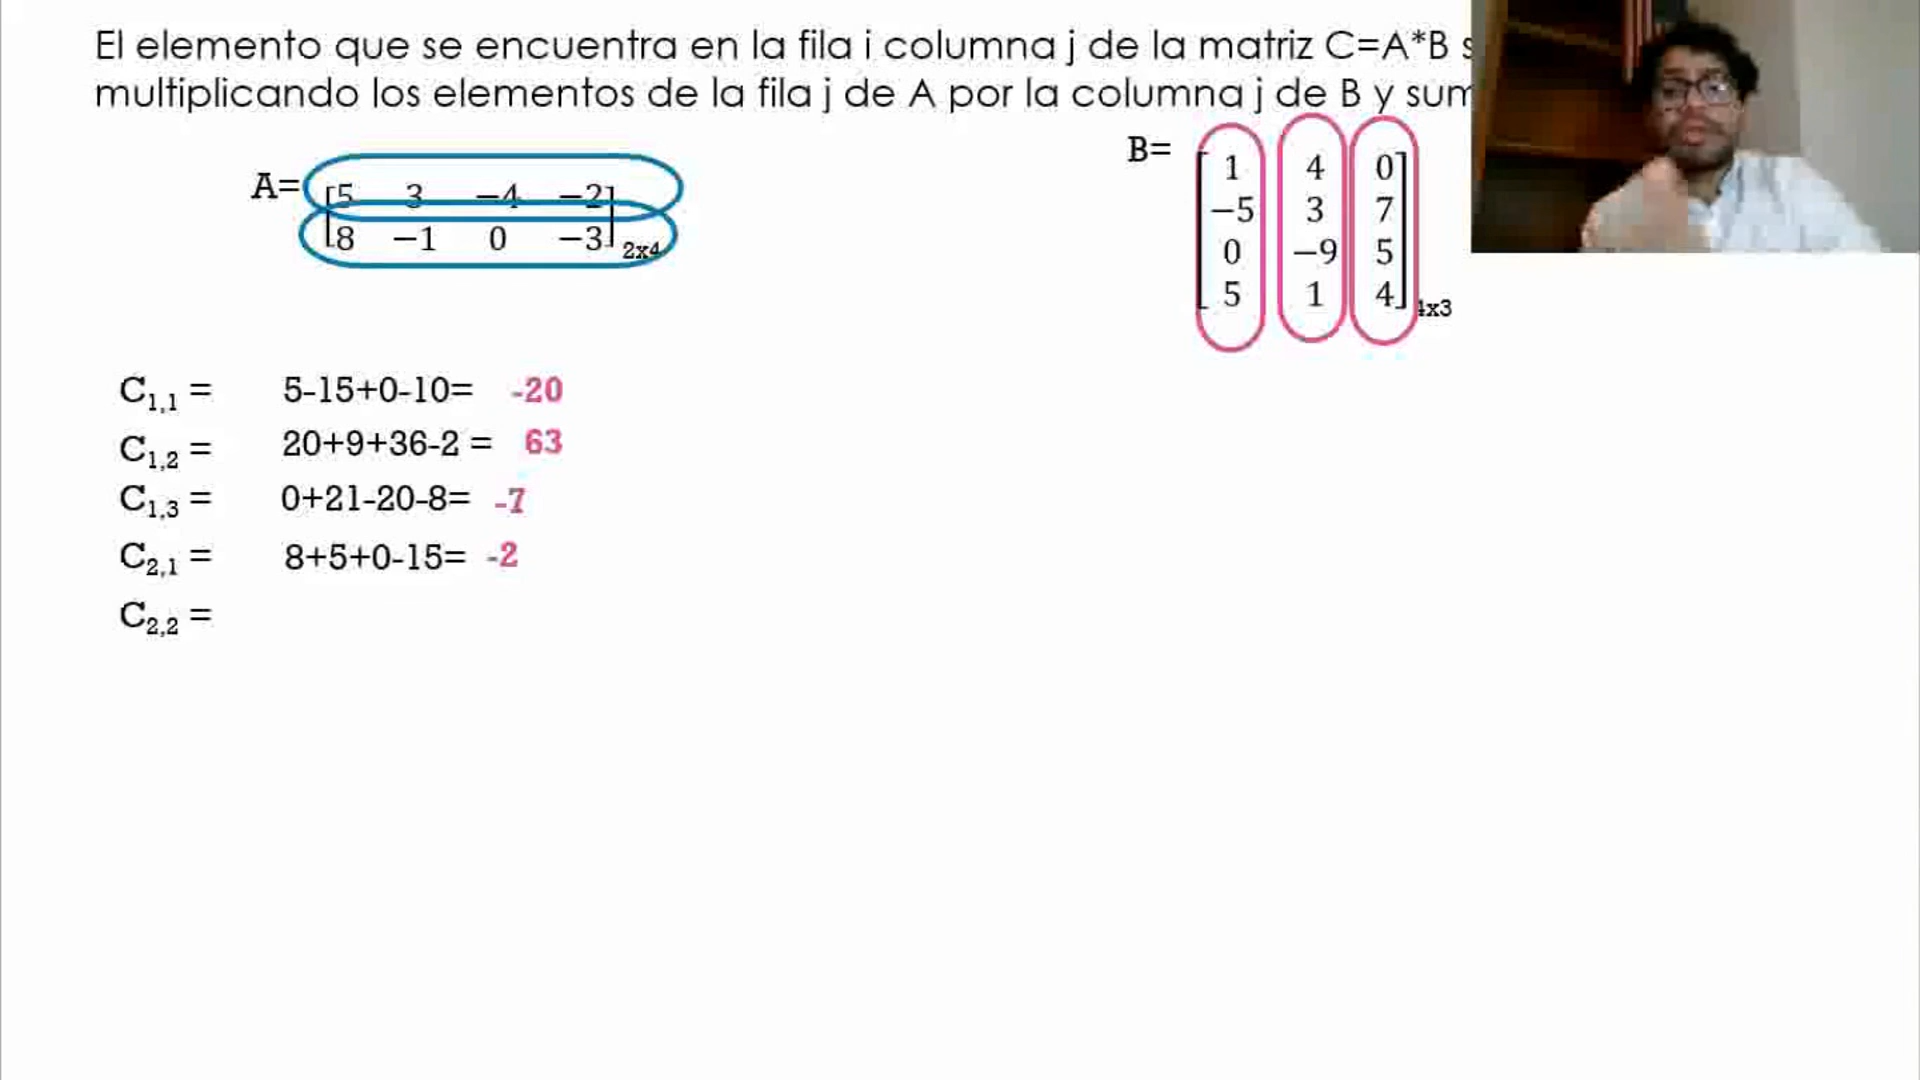 El elemento que se encuentra en la fila i columna j de la matriz C=A*B
multiplicando los elementos de la fila j de A por la columna j de B y
A= [5 3 −4 −2]
[8 −1 0 −3] 2x4
B= [1 4 0]
[−5 3 7]
[0 −9 5]
[5 1 4] x3
C1,1 = 5-15+0-10= -20
C1,2 = 20+9+36-2 = 63
C1,3 = 0+21-20-8= -7
C2,1 = 8+5+0-15= -2
C2,2 =